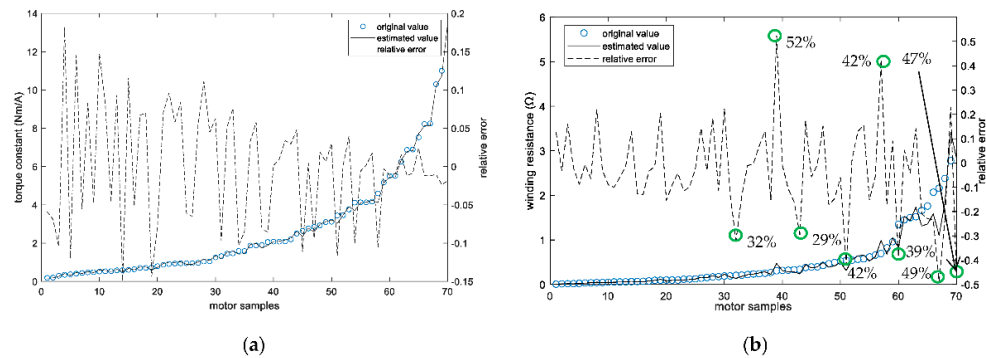 14
12
10
8
6
4
2
0
torque constant (Nm/A)
original value
estimated value
relative error
0.2
0.15
0.1
0.05
0
-0.05
-0.1
-0.15
relative error
0 10 20 30 40 50 60 70
motor samples
(a)
6
5
4
3
2
1
0
winding resistance (Ω)
original value
estimated value
relative error
52%
42%
47%
32%
29%
42%
39%
49%
0.5
0.4
0.3
0.2
0.1
0
-0.1
-0.2
-0.3
-0.4
-0.5
relative error
0 10 20 30 40 50 60 70
motor samples
(b)